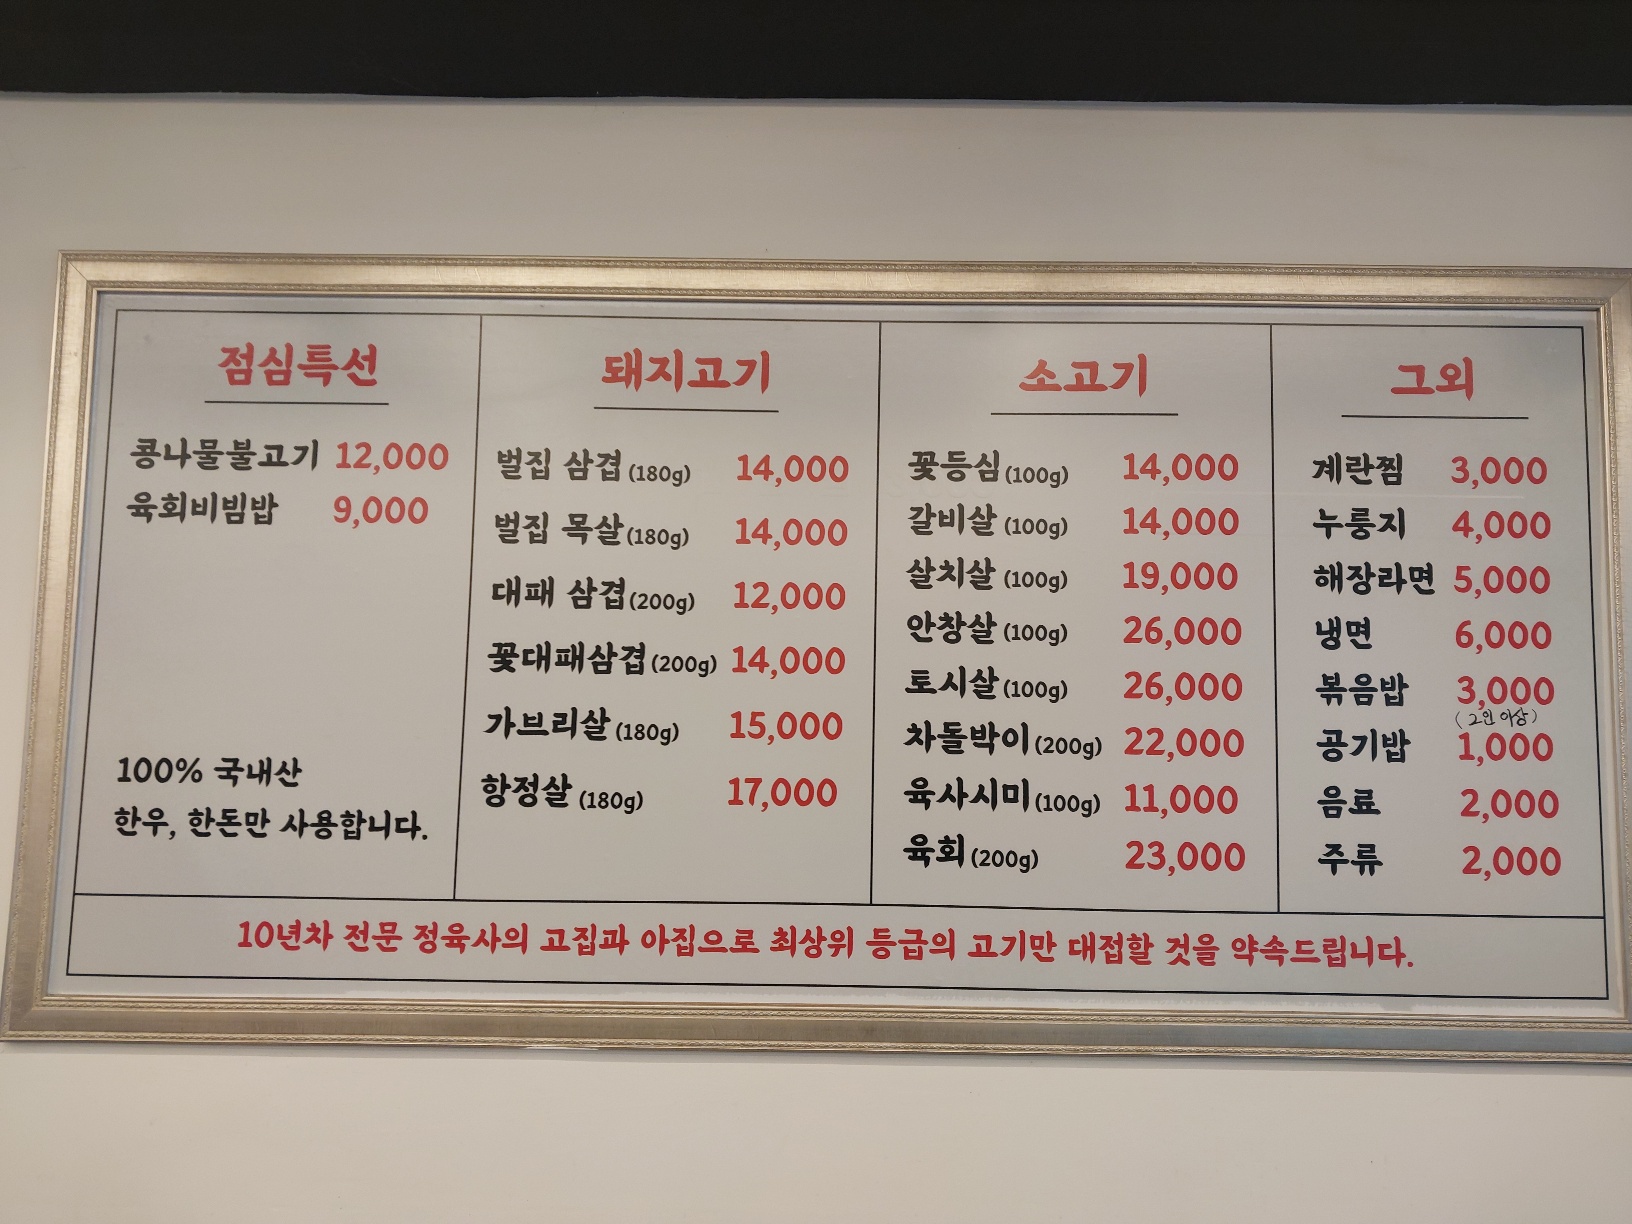 점심특선
콩나물불고기 12,000
육회비빔밥 9,000
100% 국내산
한우, 한돈만 사용합니다.
돼지고기
벌집 삼겹(180g) 14,000
벌집 목살(180g) 14,000
대패 삼겹(200g) 12,000
꽃대패삼겹(200g) 14,000
가브리살(180g) 15,000
항정살(180g) 17,000
소고기
꽃등심(100g) 14,000
갈비살(100g) 14,000
살치살(100g) 19,000
안창살(100g) 26,000
토시살(100g) 26,000
차돌박이(200g) 22,000
육사시미(100g) 11,000
육회(200g) 23,000
그외
계란찜 3,000
누룽지 4,000
해장라면 5,000
냉면 6,000
볶음밥 3,000
(2인 이상)
공기밥 1,000
음료 2,000
주류 2,000
10년차 전문 정육사의 고집과 아집으로 최상위 등급의 고기만 대접할 것을 약속드립니다.